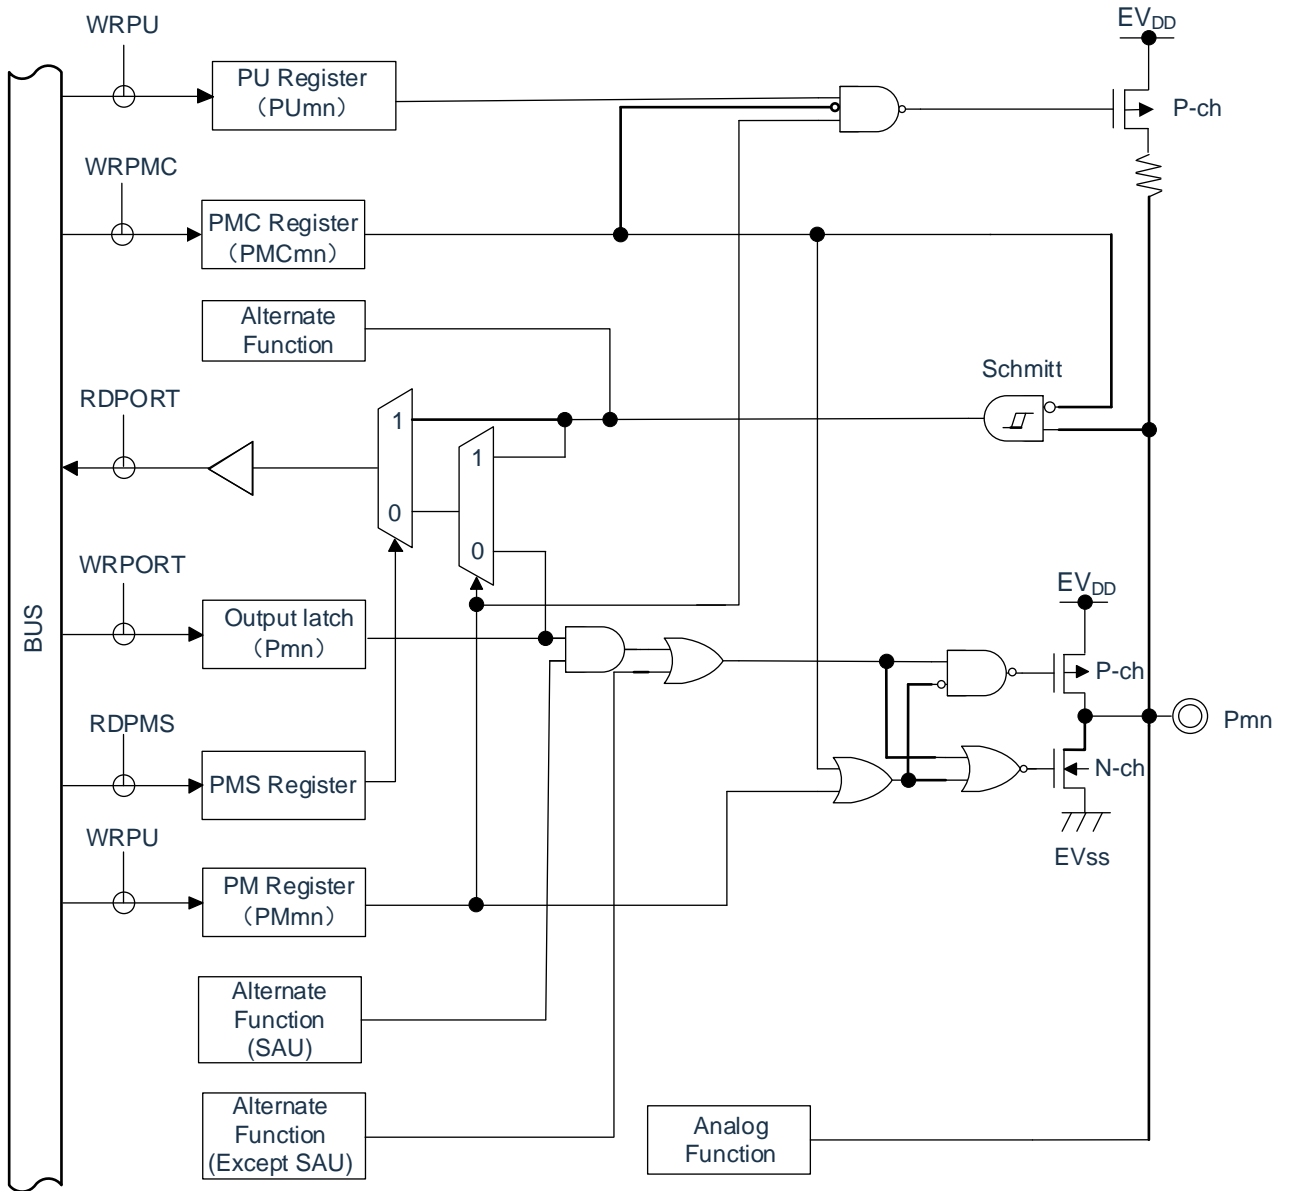 WRPU
EVDD
PU Register
（PUmn）
P-ch
WRPMC
PMC Register
（PMCmn）
Alternate
Function
Schmitt
RDPORT
1
1
0
0
WRPORT
EVDD
Output latch
（Pmn）
BUS
P-ch
RDPMS
Pmn
PMS Register
N-ch
WRPU
EVss
PM Register
（PMmn）
Alternate
Function
(SAU)
Alternate
Function
(Except SAU)
Analog
Function